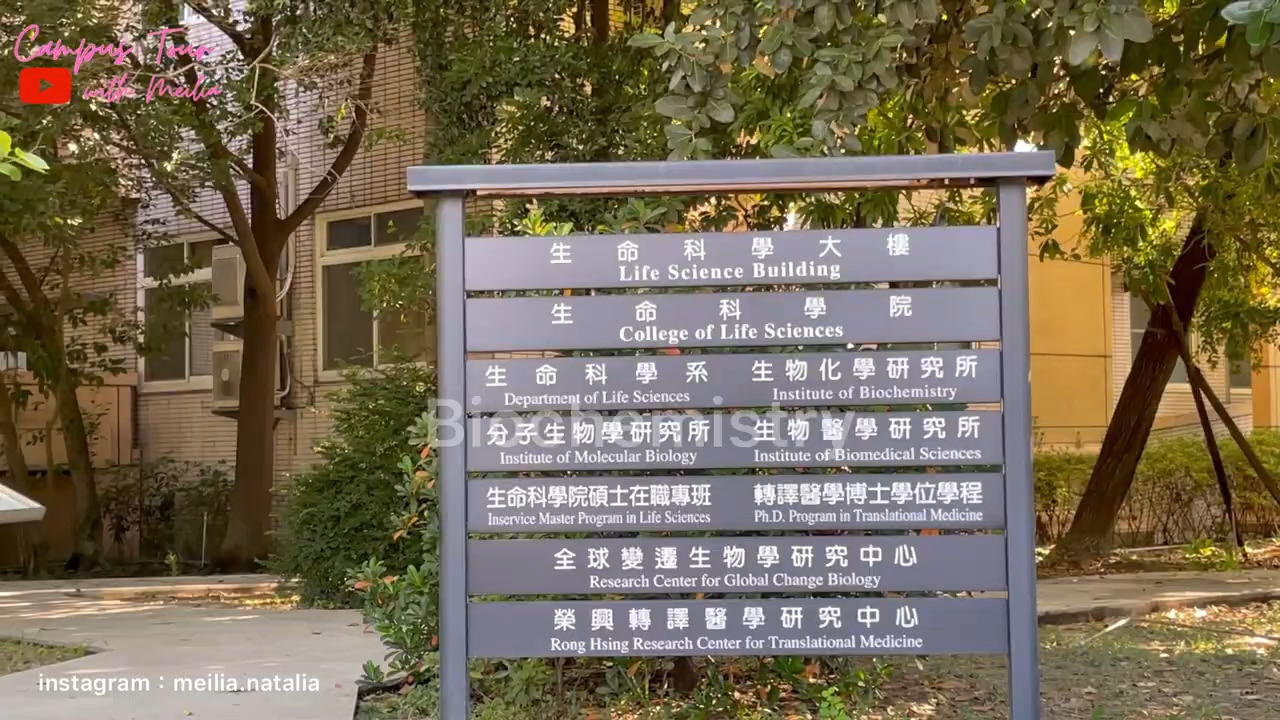 Campus Tour
with Meilia
生命科學大樓
Life Science Building
生命科學院
College of Life Sciences
生命科學系 生物化學研究所
Department of Life Sciences Institute of Biochemistry
Biochemistry
分子生物學研究所 生物醫學研究所
Institute of Molecular Biology Institute of Biomedical Sciences
生命科學院碩士在職專班 轉譯醫學博士學位學程
Inservice Master Program in Life Sciences Ph.D. Program in Translational Medicine
全球變遷生物學研究中心
Research Center for Global Change Biology
榮興轉譯醫學研究中心
Rong Hsing Research Center for Translational Medicine
instagram : meilia.natalia